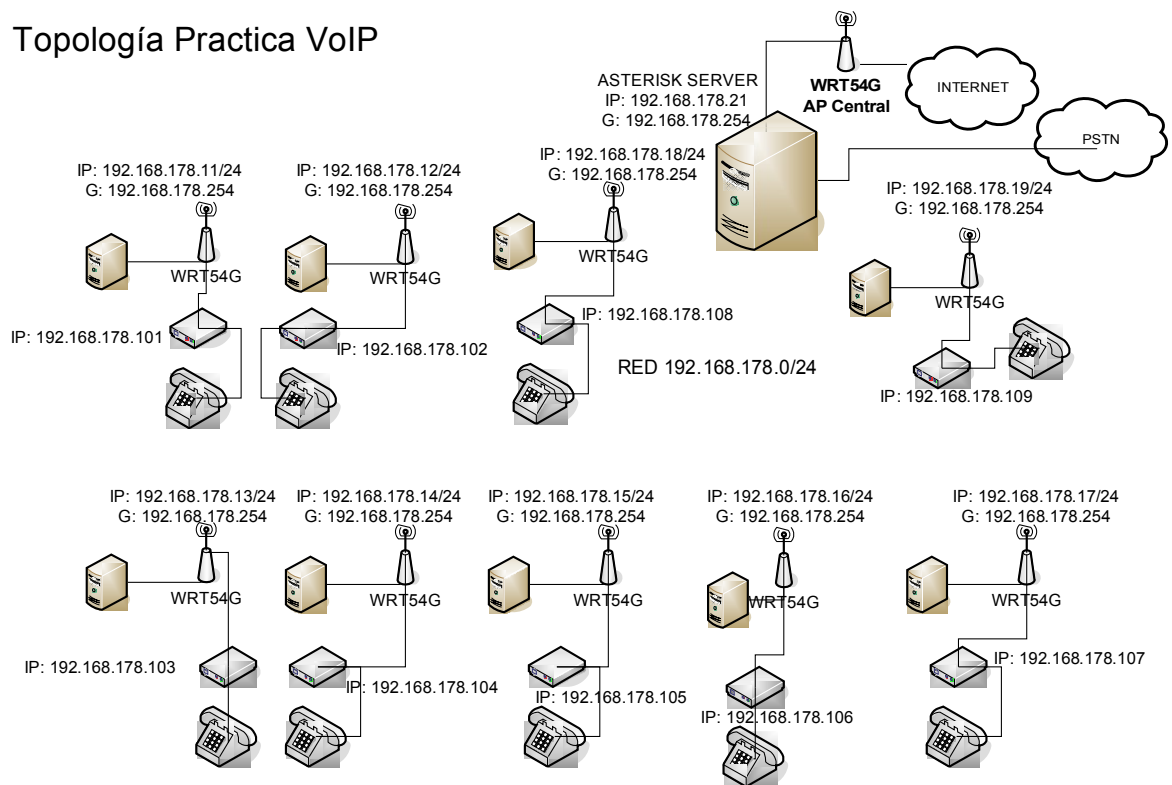 Topología Practica VoIP
ASTERISK SERVER
IP: 192.168.178.21
G: 192.168.178.254
WRT54G
AP Central
INTERNET
PSTN
IP: 192.168.178.11/24
G: 192.168.178.254
WRT54G
IP: 192.168.178.101
IP: 192.168.178.12/24
G: 192.168.178.254
WRT54G
IP: 192.168.178.102
IP: 192.168.178.18/24
G: 192.168.178.254
WRT54G
IP: 192.168.178.108
RED 192.168.178.0/24
IP: 192.168.178.19/24
G: 192.168.178.254
WRT54G
IP: 192.168.178.109
IP: 192.168.178.13/24
G: 192.168.178.254
WRT54G
IP: 192.168.178.103
IP: 192.168.178.14/24
G: 192.168.178.254
WRT54G
IP: 192.168.178.104
IP: 192.168.178.15/24
G: 192.168.178.254
WRT54G
IP: 192.168.178.105
IP: 192.168.178.16/24
G: 192.168.178.254
WRT54G
IP: 192.168.178.106
IP: 192.168.178.17/24
G: 192.168.178.254
WRT54G
IP: 192.168.178.107